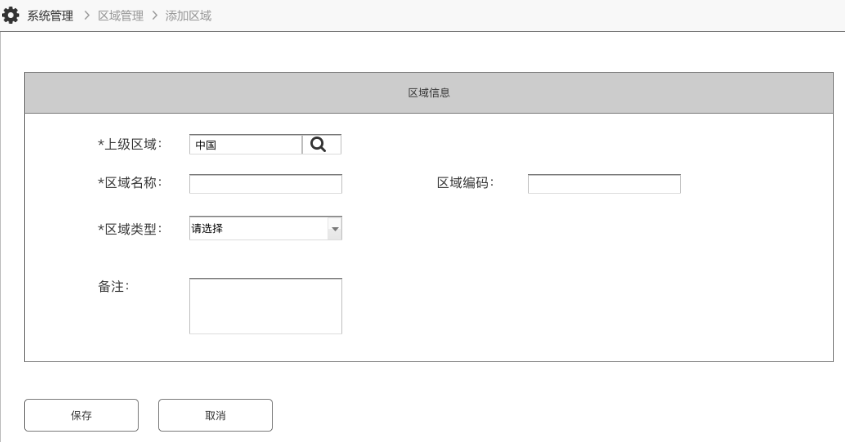 系统管理 > 区域管理 > 添加区域
区域信息
*上级区域： 中国
*区域名称： 区域编码：
*区域类型： 请选择
备注：
保存 取消